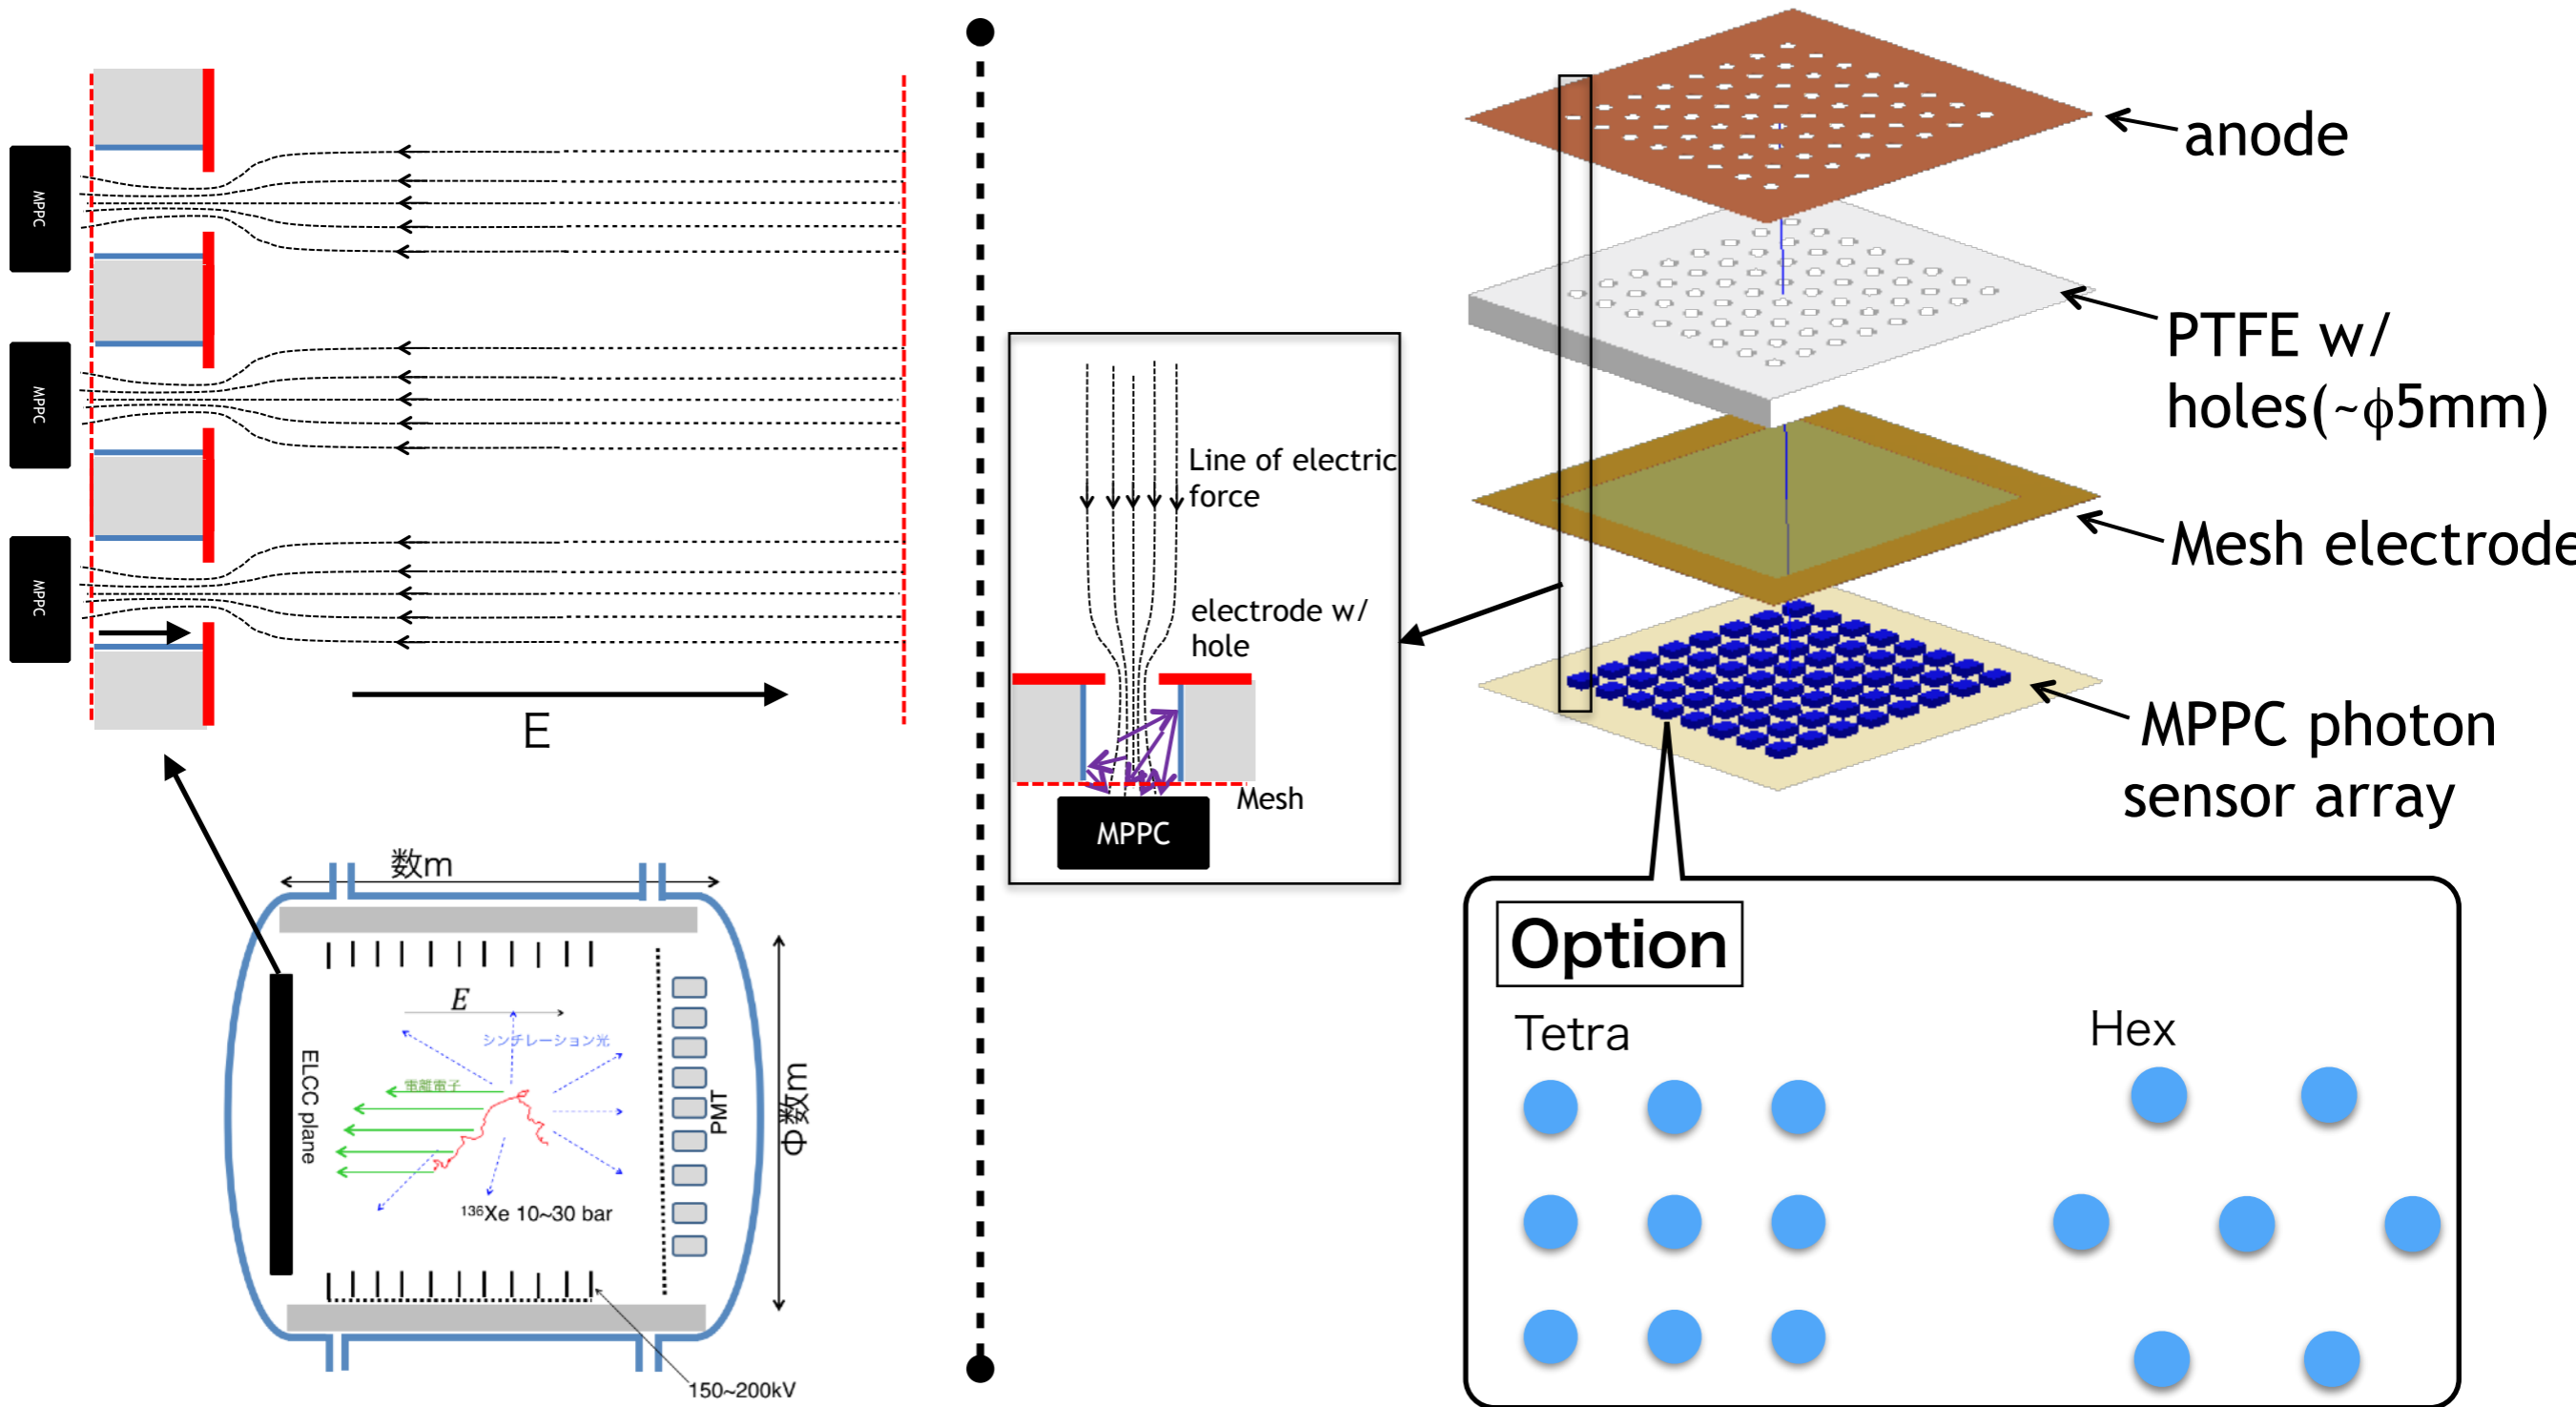 MPPC
MPPC
MPPC
E
数m
E
シンチレーション光
電離電子
ELCC plane
PMT
Φ数m
¹³⁶Xe 10~30 bar
150~200kV
Line of electric
force
electrode w/
hole
Mesh
MPPC
anode
PTFE w/
holes(~ϕ5mm)
Mesh electrode
MPPC photon
sensor array
Option
Tetra
Hex